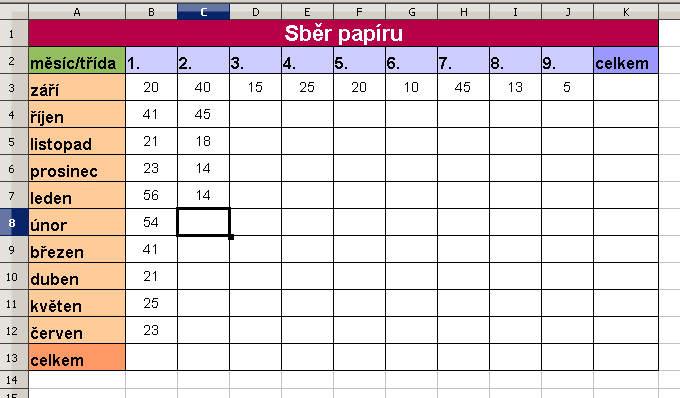 A B C D E F G H I J K
1 Sběr papíru
2 měsíc/třída 1. 2. 3. 4. 5. 6. 7. 8. 9. celkem
3 září 20 40 15 25 20 10 45 13 5
4 říjen 41 45
5 listopad 21 18
6 prosinec 23 14
7 leden 56 14
8 únor 54
9 březen 41
10 duben 21
11 květen 25
12 červen 23
13 celkem
14
15